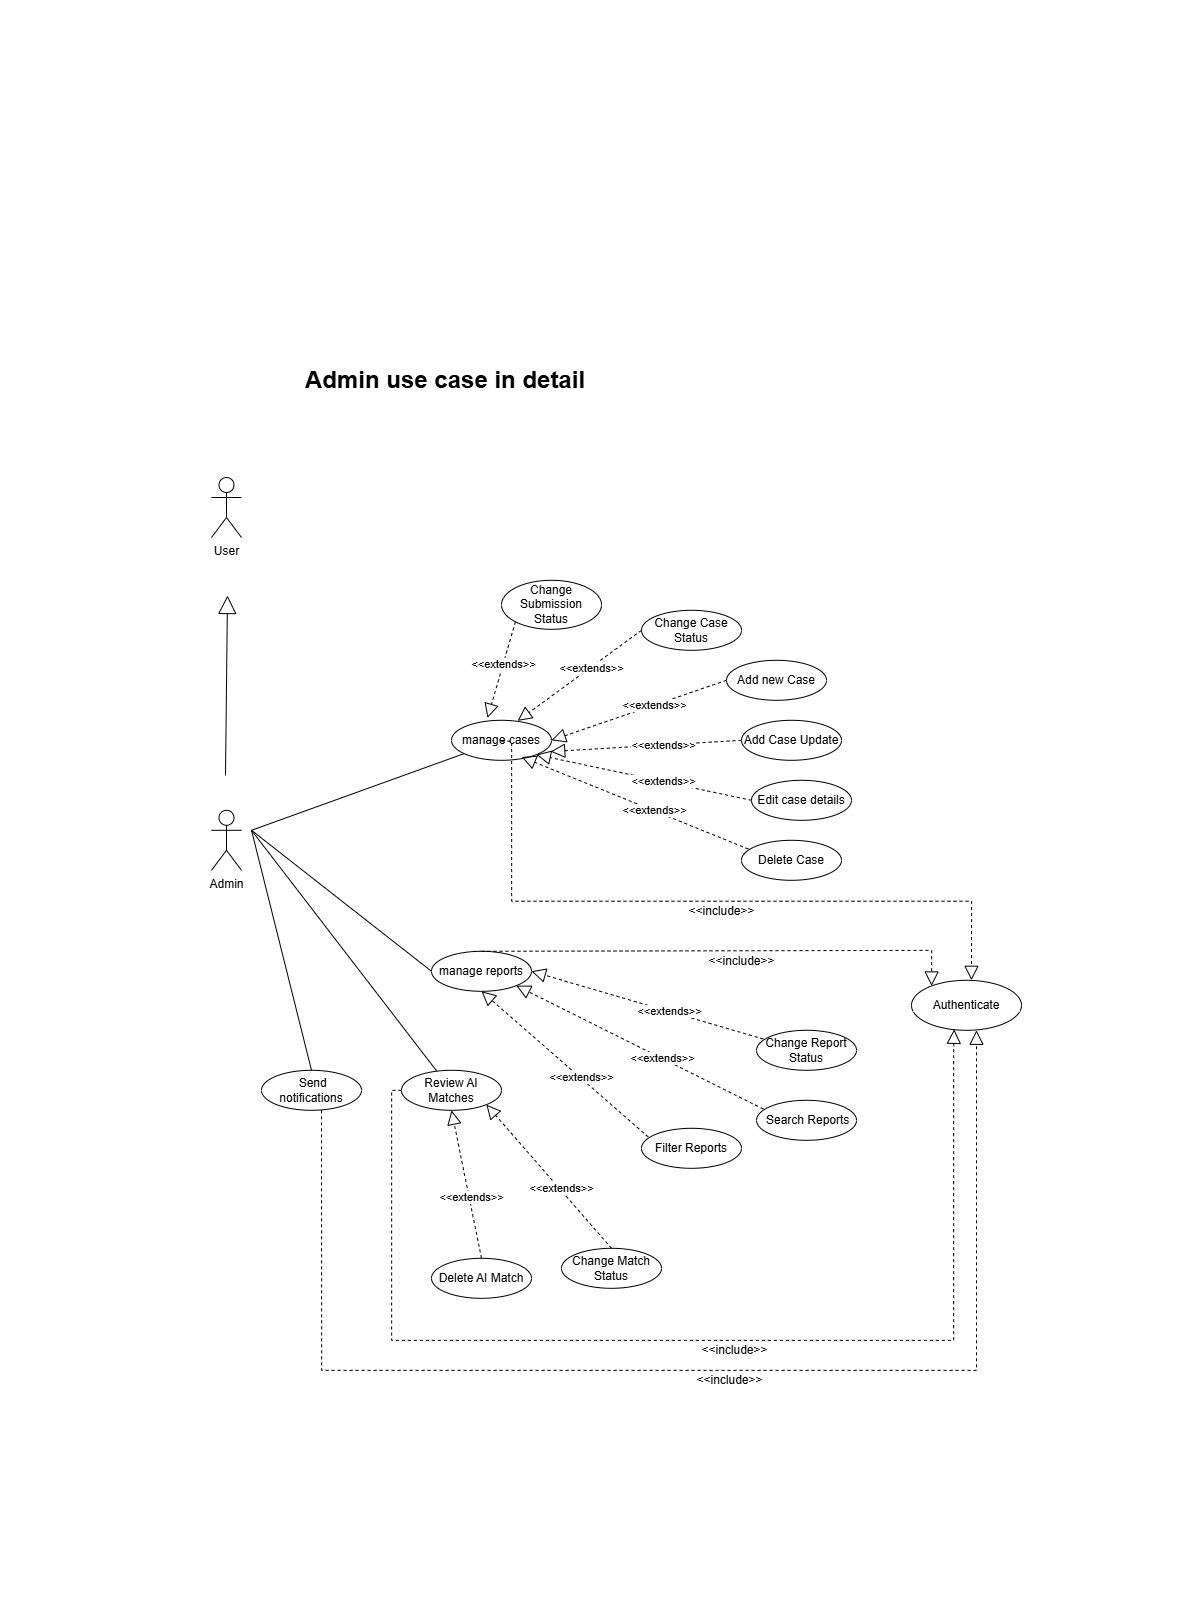 Admin use case in detail
User
Change
Submission
Status
Change Case
Status
<<extends>>
<<extends>>
Add new Case
<<extends>>
manage cases
Add Case Update
<<extends>>
<<extends>>
Edit case details
<<extends>>
Delete Case
Admin
<<include>>
manage reports
<<include>>
Authenticate
<<extends>>
Change Report
Status
<<extends>>
Send
notifications
Review AI
Matches
<<extends>>
Search Reports
Filter Reports
<<extends>>
<<extends>>
Delete AI Match
Change Match
Status
<<include>>
<<include>>